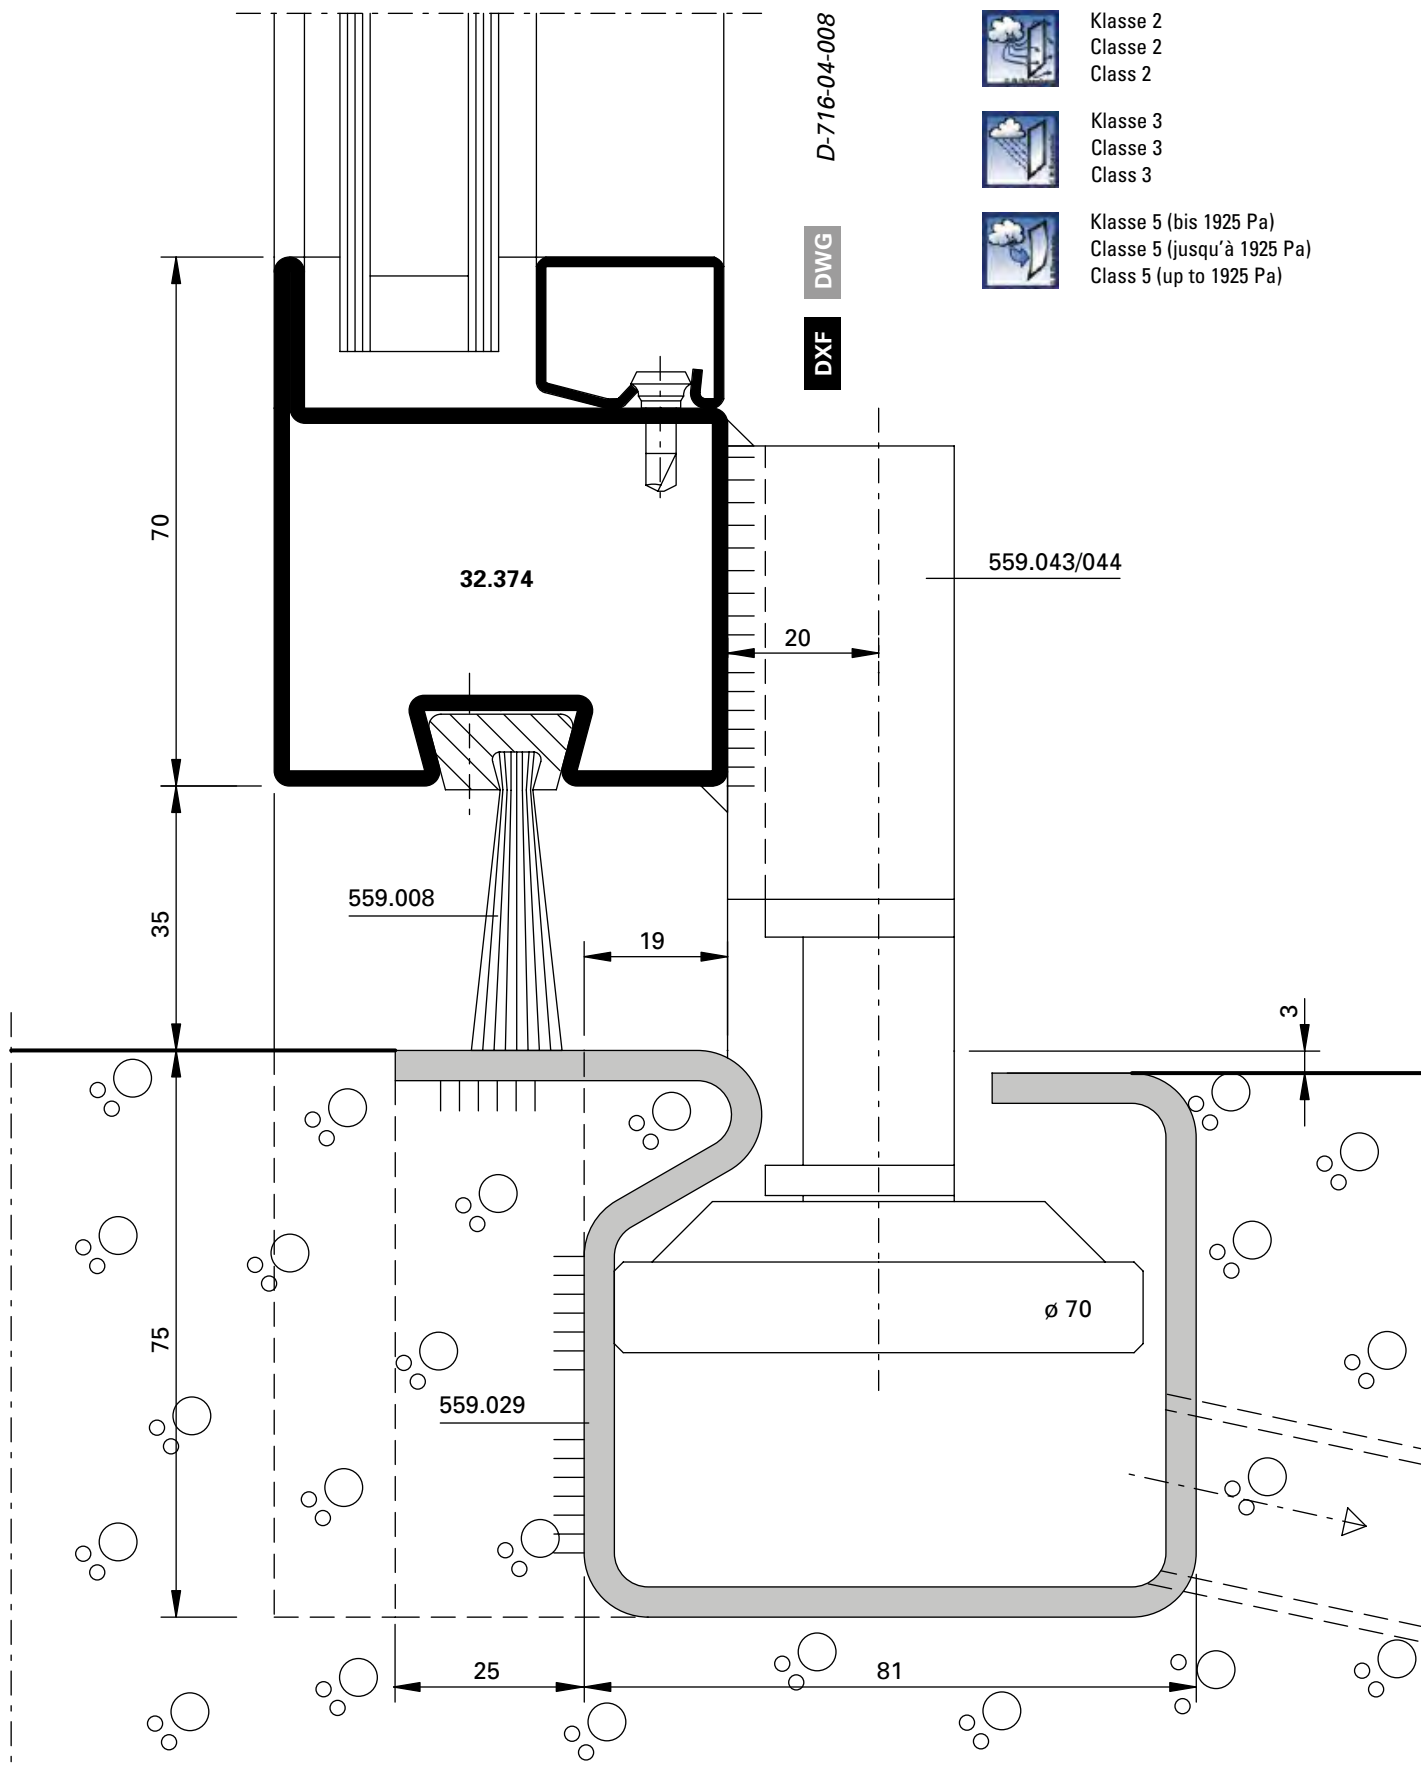 D-716-04-008
DWG
DXF
Klasse 2
Classe 2
Class 2
Klasse 3
Classe 3
Class 3
Klasse 5 (bis 1925 Pa)
Classe 5 (jusqu'à 1925 Pa)
Class 5 (up to 1925 Pa)
70
32.374
559.043/044
20
35
559.008
19
3
75
ø 70
559.029
25
81